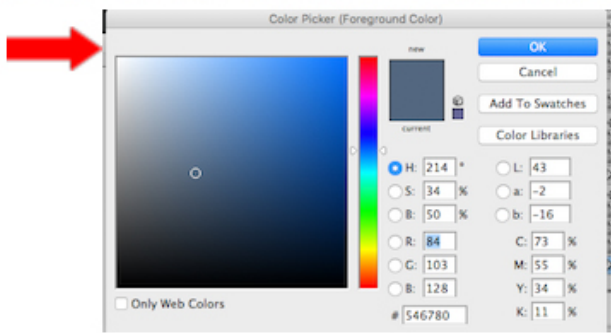 Color Picker (Foreground Color)
new
current
OK
Cancel
Add To Swatches
Color Libraries
H: 214 °
S: 34 %
B: 50 %
R: 84
G: 103
B: 128
# 546780
L: 43
a: -2
b: -16
C: 73 %
M: 55 %
Y: 34 %
K: 11 %
Only Web Colors